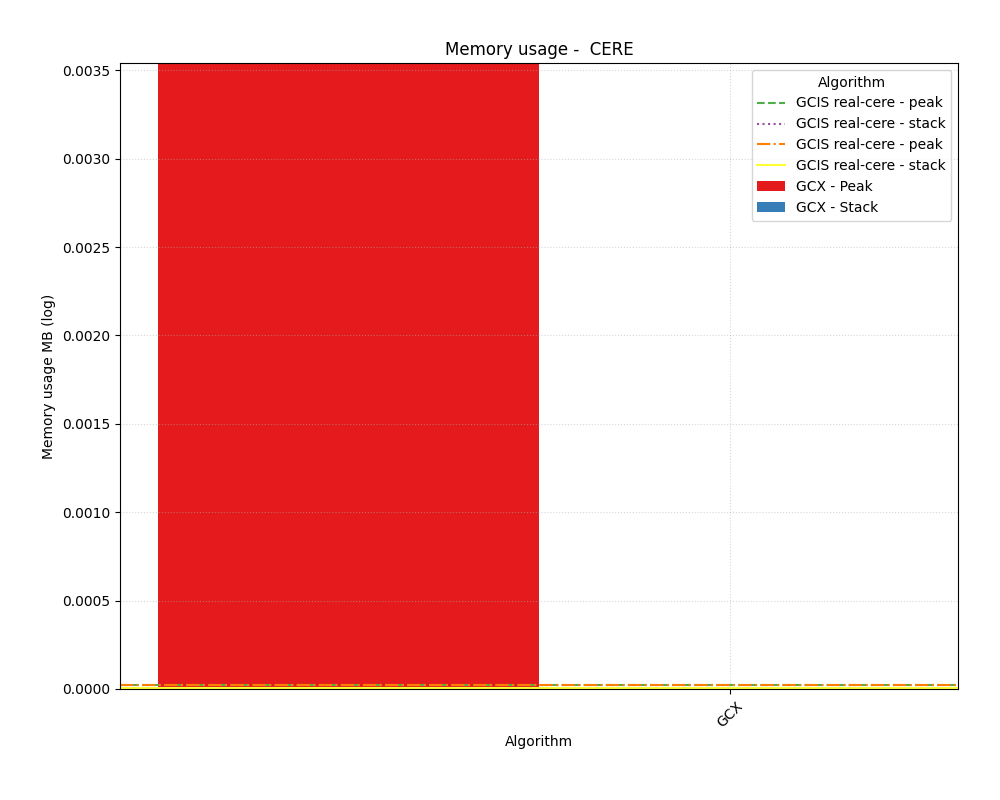 Memory usage -  CERE
0.0035
0.0030
0.0025
0.0020
0.0015
0.0010
0.0005
0.0000
Memory usage MB (log)
Algorithm
GCIS real-cere - peak
GCIS real-cere - stack
GCIS real-cere - peak
GCIS real-cere - stack
GCX - Peak
GCX - Stack
GCX
Algorithm